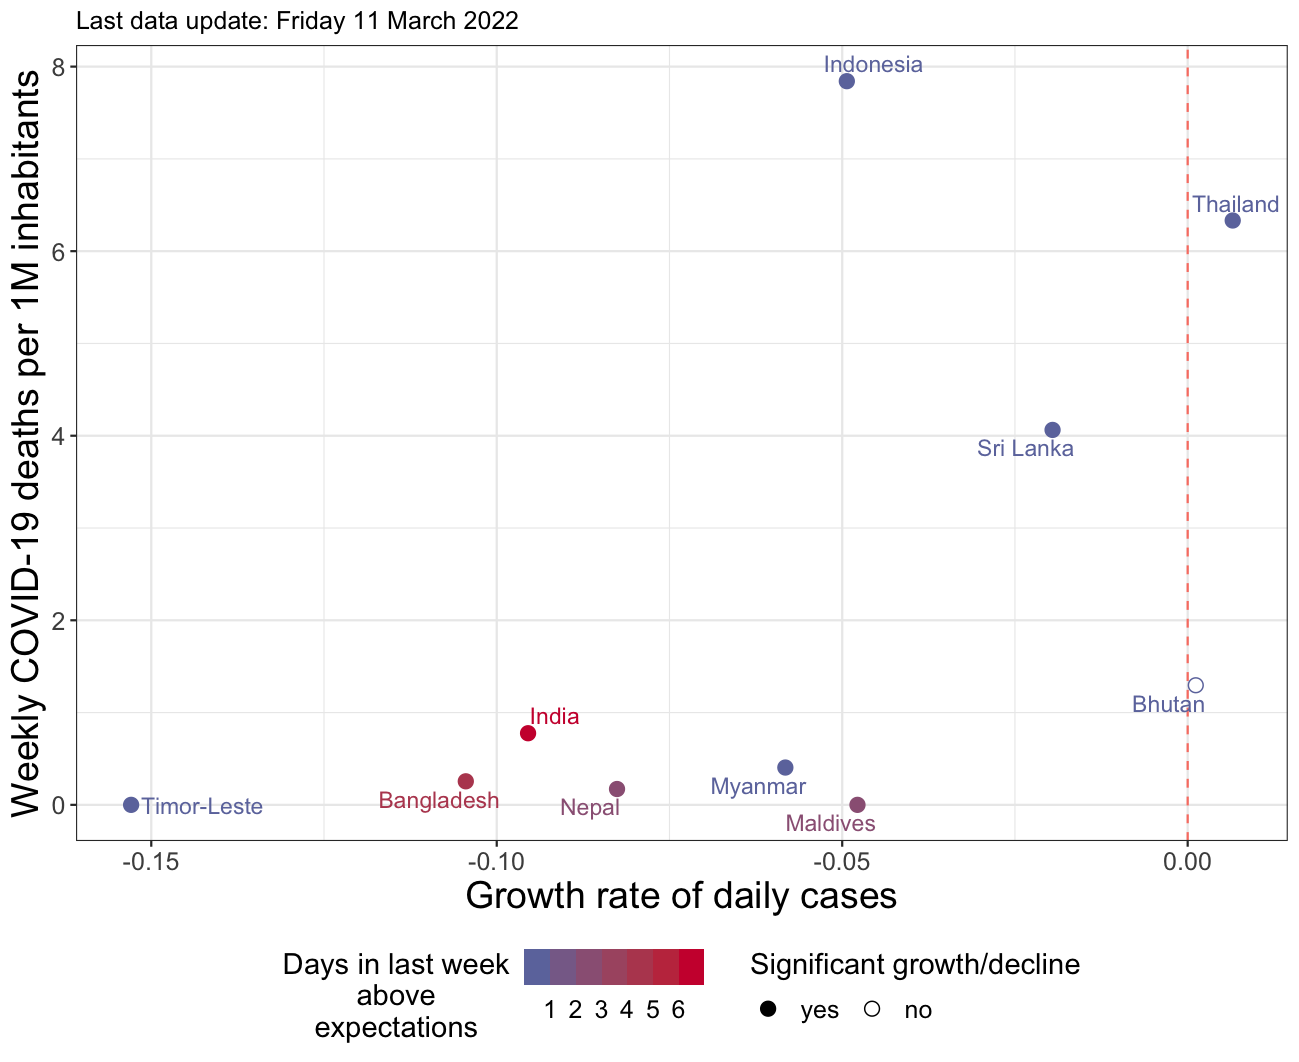 Last data update: Friday 11 March 2022
Weekly COVID-19 deaths per 1M inhabitants
8
6
4
2
0
Indonesia
Thailand
Sri Lanka
Bhutan
India
Bangladesh
Nepal
Myanmar
Maldives
Timor-Leste
-0.15 -0.10 -0.05 0.00
Growth rate of daily cases
Days in last week
above
expectations
1 2 3 4 5 6
Significant growth/decline
yes no